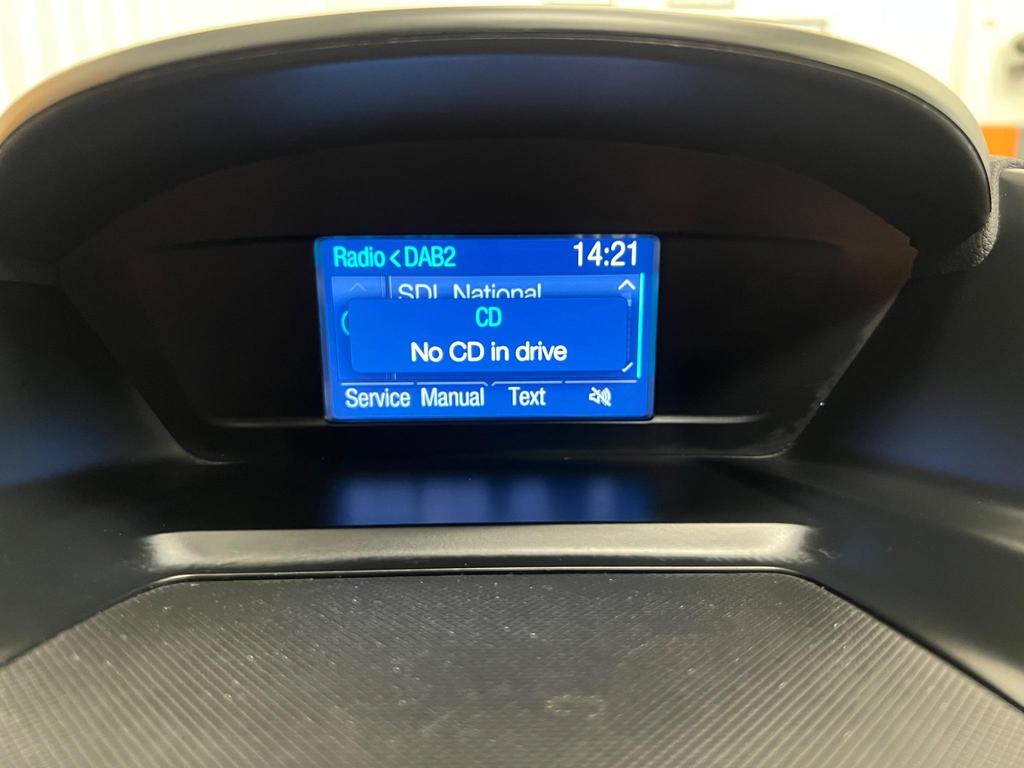 Radio < DAB2 14:21
SDL National
CD
No CD in drive
Service Manual Text